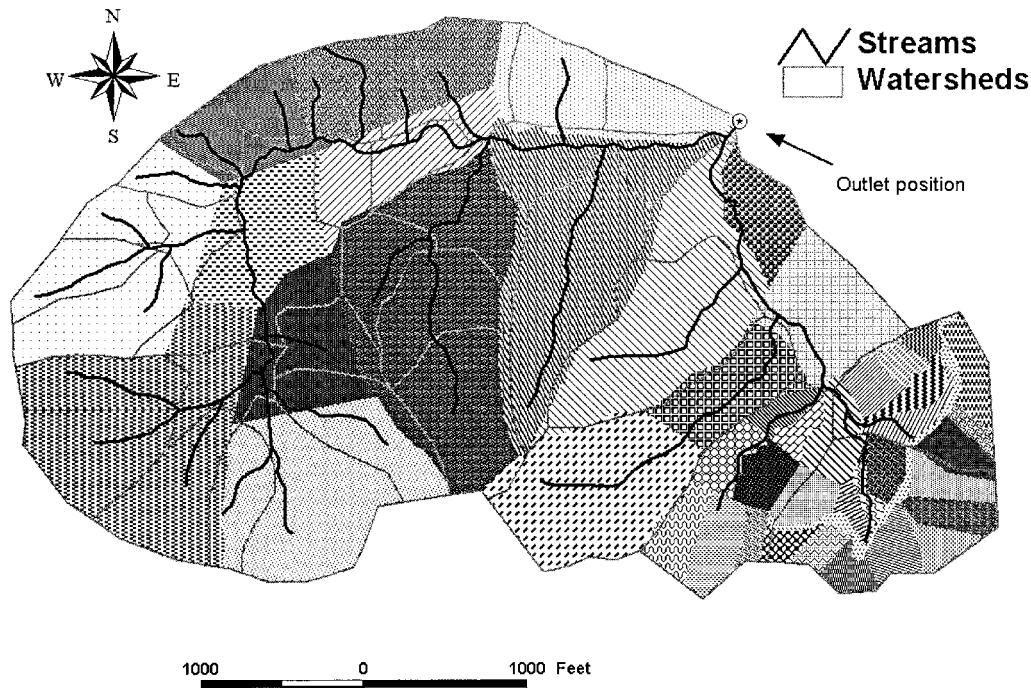 N
W E
S
Streams
Watersheds
Outlet position
1000 0 1000 Feet